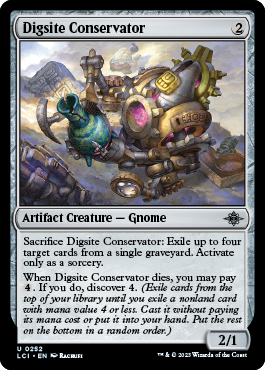 Digsite Conservator 2
Artifact Creature — Gnome
Sacrifice Digsite Conservator: Exile up to four
target cards from a single graveyard. Activate
only as a sorcery.
When Digsite Conservator dies, you may pay
4. If you do, discover 4. (Exile cards from the
top of your library until you exile a nonland card
with mana value 4 or less. Cast it without paying
its mana cost or put it into your hand. Put the rest
on the bottom in a random order.)
2/1
U 0252
LCI • EN Racrufi
™ & © 2023 Wizards of the Coast